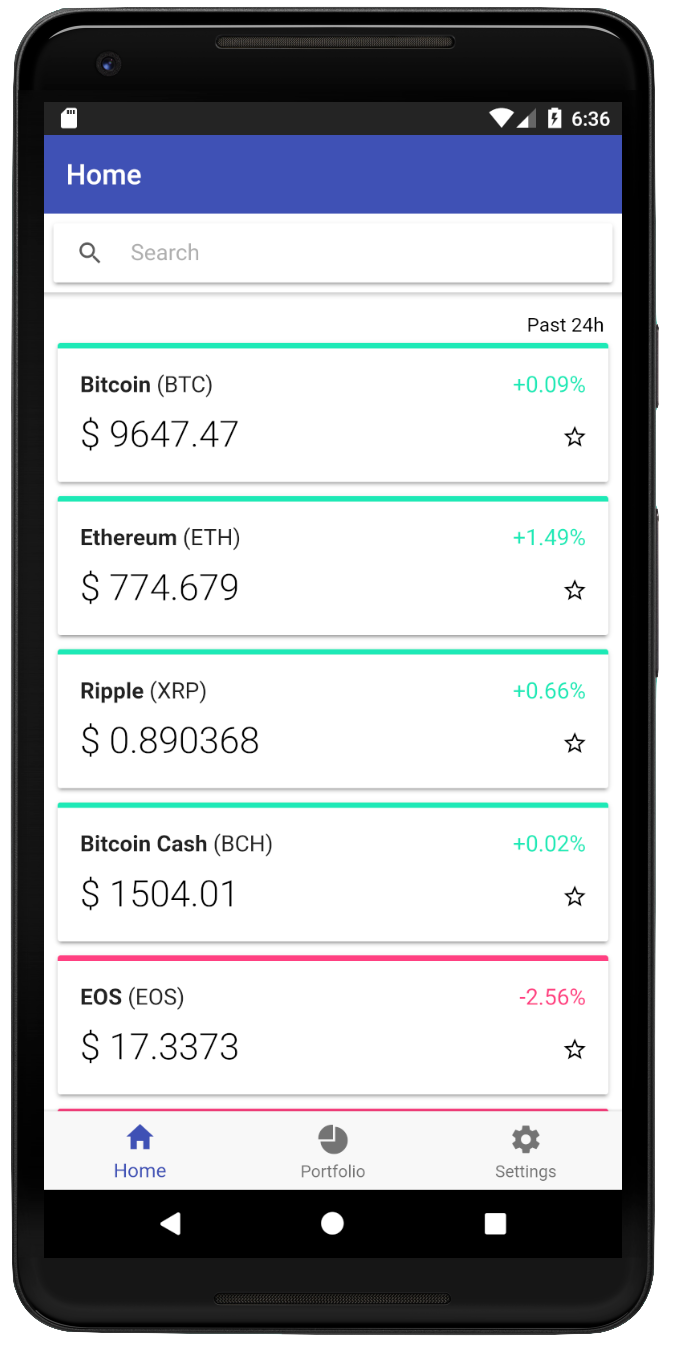 6:36
Home
Search
Past 24h
Bitcoin (BTC) +0.09%
$ 9647.47
Ethereum (ETH) +1.49%
$ 774.679
Ripple (XRP) +0.66%
$ 0.890368
Bitcoin Cash (BCH) +0.02%
$ 1504.01
EOS (EOS) -2.56%
$ 17.3373
Home Portfolio Settings